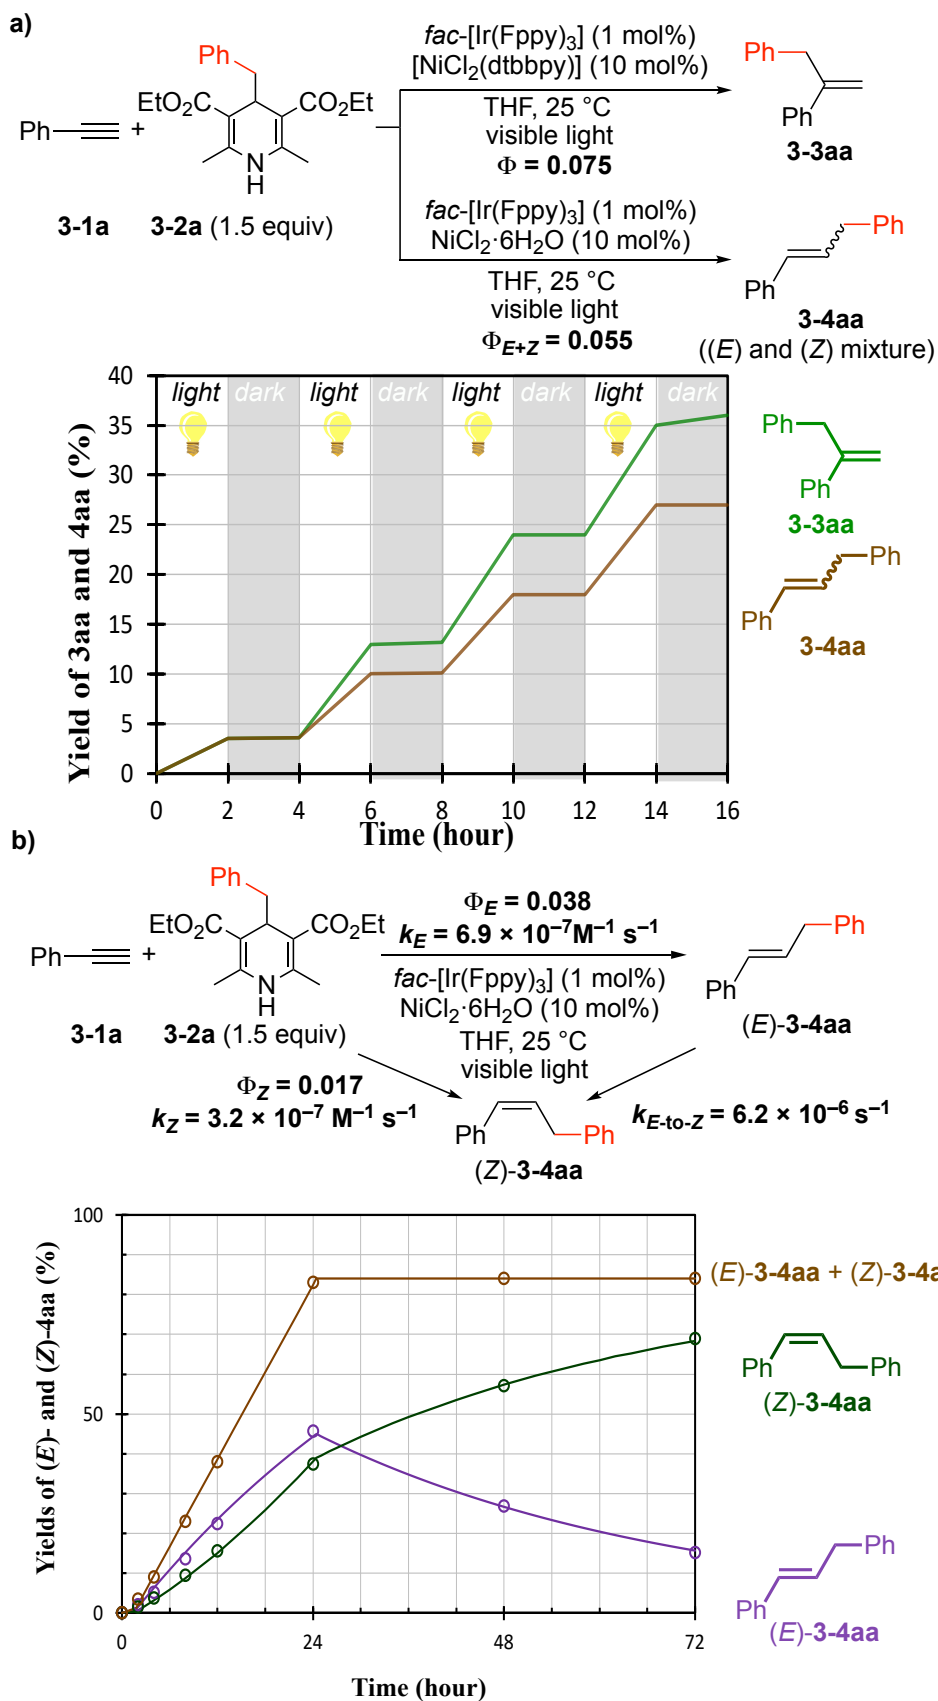 a)
fac-[Ir(Fppy)3] (1 mol%)
[NiCl2(dtbbpy)] (10 mol%)
THF, 25 °C
visible light
Φ = 0.075
Ph
Ph
3-3aa
Ph
EtO2C
CO2Et
N
H
Ph
+
3-1a
3-2a (1.5 equiv)
fac-[Ir(Fppy)3] (1 mol%)
NiCl2·6H2O (10 mol%)
THF, 25 °C
visible light
ΦE+Z = 0.055
Ph
Ph
3-4aa
((E) and (Z) mixture)
Yield of 3aa and 4aa (%)
40
35
30
25
20
15
10
5
0
light
dark
light
dark
light
dark
light
dark
0
2
4
6
8
10
12
14
16
Time (hour)
Ph
Ph
3-3aa
Ph
Ph
3-4aa
b)
Ph
EtO2C
CO2Et
N
H
Ph
+
3-1a
3-2a (1.5 equiv)
ΦE = 0.038
kE = 6.9 × 10–7M–1 s–1
fac-[Ir(Fppy)3] (1 mol%)
NiCl2·6H2O (10 mol%)
THF, 25 °C
visible light
Ph
Ph
(E)-3-4aa
ΦZ = 0.017
kZ = 3.2 × 10–7 M–1 s–1
Ph
Ph
(Z)-3-4aa
kE-to-Z = 6.2 × 10–6 s–1
Yields of (E)- and (Z)-4aa (%)
100
50
0
0
24
48
72
Time (hour)
(E)-3-4aa + (Z)-3-4a
Ph
Ph
(Z)-3-4aa
Ph
Ph
(E)-3-4aa